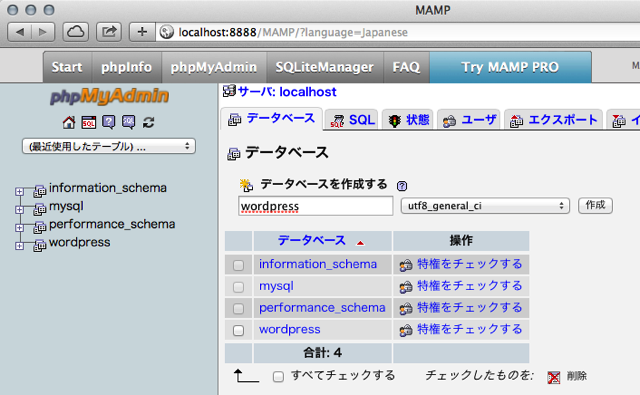 MAMP
localhost:8888/MAMP/?language=Japanese
Start phpInfo phpMyAdmin SQLiteManager FAQ Try MAMP PRO M
phpMyAdmin
SQL
(最近使用したテーブル) ...
information_schema
mysql
performance_schema
wordpress
サーバ: localhost
データベース SQL 状態 ユーザ エクスポート イ
データベース
データベースを作成する
wordpress utf8_general_ci 作成
データベース 操作
information_schema 特権をチェックする
mysql 特権をチェックする
performance_schema 特権をチェックする
wordpress 特権をチェックする
合計: 4
すべてチェックする チェックしたものを: 削除